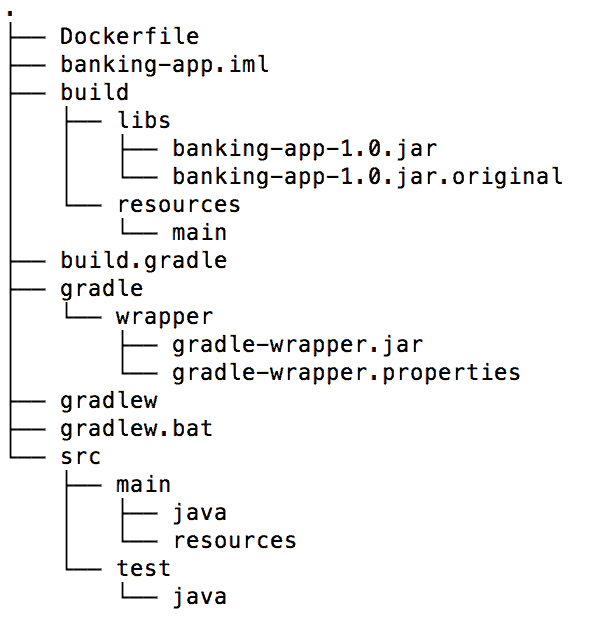 .
├── Dockerfile
├── banking-app.iml
├── build
│   ├── libs
│   │   ├── banking-app-1.0.jar
│   │   └── banking-app-1.0.jar.original
│   └── resources
│       └── main
├── build.gradle
├── gradle
│   └── wrapper
│       ├── gradle-wrapper.jar
│       └── gradle-wrapper.properties
├── gradlew
├── gradlew.bat
└── src
    ├── main
    │   ├── java
    │   └── resources
    └── test
        └── java